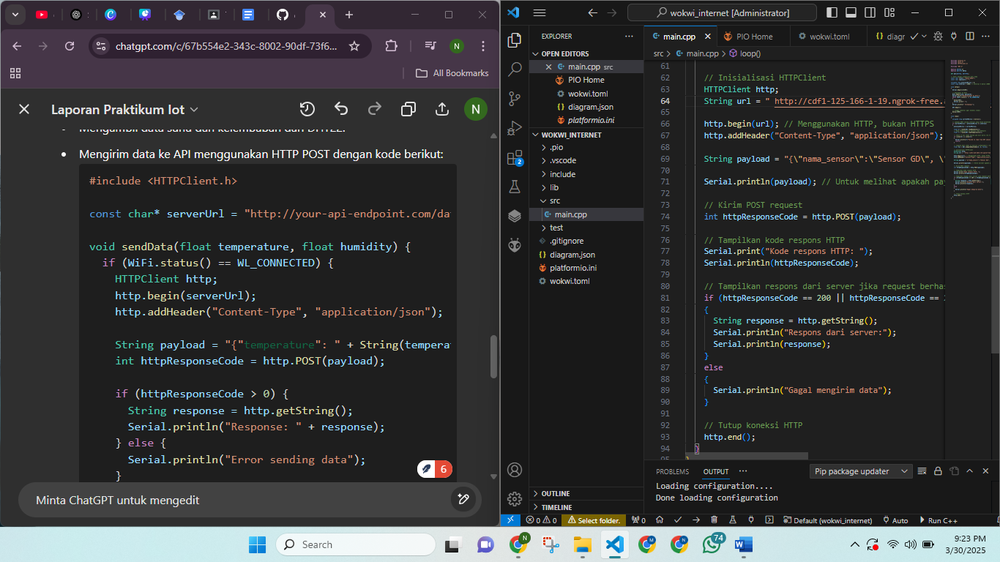 chatgpt.com/c/67b554e2-343c-8002-90df-73f6...
N
All Bookmarks
Laporan Praktikum Iot
N
Mengambil data suhu dan kelembaban dari DHT22.
Mengirim data ke API menggunakan HTTP POST dengan kode berikut:
#include <HTTPClient.h>
const char* serverUrl = "http://your-api-endpoint.com/da
void sendData(float temperature, float humidity) {
if (WiFi.status() == WL_CONNECTED) {
HTTPClient http;
http.begin(serverUrl);
http.addHeader("Content-Type", "application/json");
String payload = "{"temperature": " + String(tempera
int httpResponseCode = http.POST(payload);
if (httpResponseCode > 0) {
String response = http.getString();
Serial.println("Response: " + response);
} else {
Serial.println("Error sending data");
}
6
Minta ChatGPT untuk mengedit
wokwi_internet [Administrator]
EXPLORER
OPEN EDITORS
main.cpp src
PIO Home
wokwi.toml
diagram.json
platformio.ini
WOKWI_INTERNET
.pio
.vscode
include
lib
src
main.cpp
test
.gitignore
diagram.json
platformio.ini
wokwi.toml
OUTLINE
TIMELINE
2
main.cpp
PIO Home
wokwi.toml
diagr
src > main.cpp > loop()
61
62 // Inisialisasi HTTPClient
63 HTTPClient http;
64 String url = " http://cdf1-125-166-1-19.ngrok-free.
65
66 http.begin(url); // Menggunakan HTTP, bukan HTTPS
67 http.addHeader("Content-Type", "application/json");
68
69 String payload = "{\"nama_sensor\":\"Sensor GD\", \
70
71 Serial.println(payload); // Untuk melihat apakah pay
72
73 // Kirim POST request
74 int httpResponseCode = http.POST(payload);
75
76 // Tampilkan kode respons HTTP
77 Serial.print("Kode respons HTTP: ");
78 Serial.println(httpResponseCode);
79
80 // Tampilkan respons dari server jika request berhas
81 if (httpResponseCode == 200 || httpResponseCode ==
82 {
83 String response = http.getString();
84 Serial.println("Respons dari server:");
85 Serial.println(response);
86 }
87 else
88 {
89 Serial.println("Gagal mengirim data");
90 }
91
92 // Tutup koneksi HTTP
93 http.end();
94 }
95 }
PROBLEMS
OUTPUT
Pip package updater
Loading configuration....
Done loading configuration
0 0
Select folder.
0
Default (wokwi_internet)
Auto
Run C++
Search
N
M
74
9:23 PM
3/30/2025